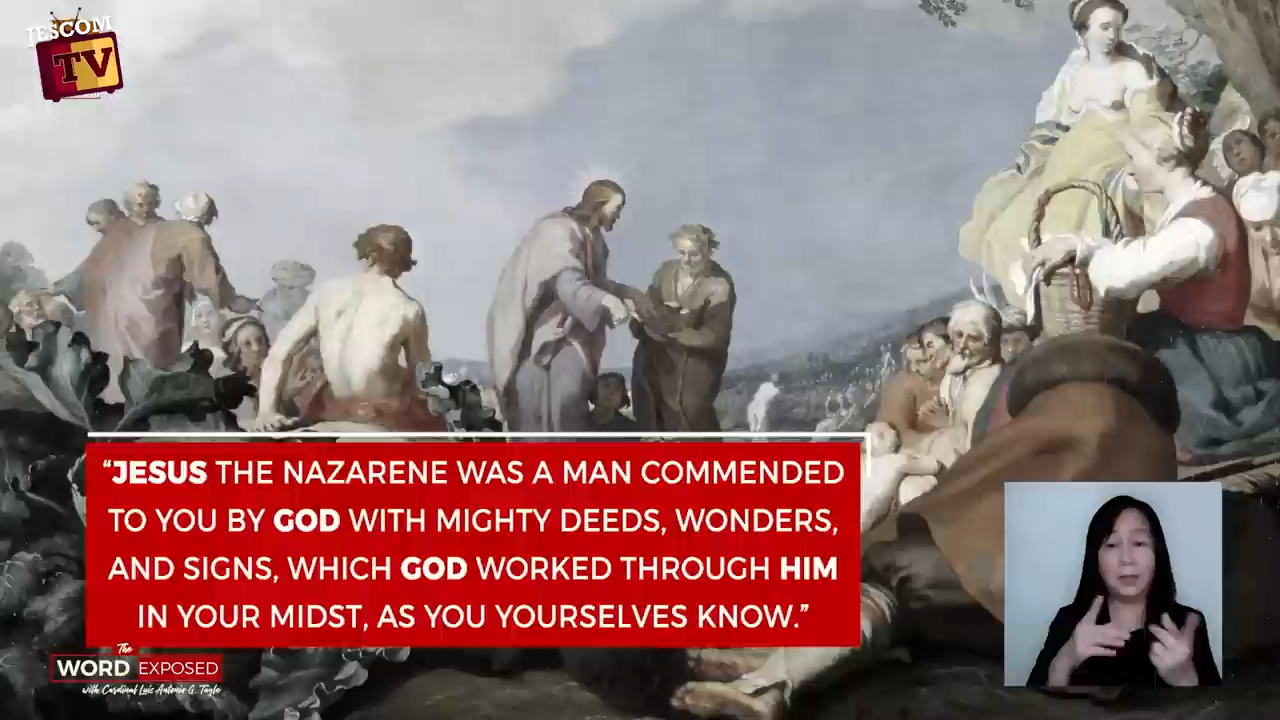 JESCOM
TV
“JESUS THE NAZARENE WAS A MAN COMMENDED
TO YOU BY GOD WITH MIGHTY DEEDS, WONDERS,
AND SIGNS, WHICH GOD WORKED THROUGH HIM
IN YOUR MIDST, AS YOU YOURSELVES KNOW.”
The
WORD EXPOSED
with Cardinal Luis Antonio G. Tagle